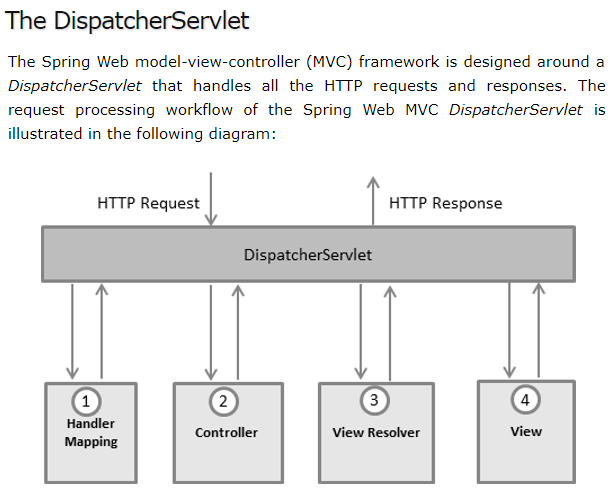 The DispatcherServlet
The Spring Web model-view-controller (MVC) framework is designed around a
DispatcherServlet that handles all the HTTP requests and responses. The
request processing workflow of the Spring Web MVC DispatcherServlet is
illustrated in the following diagram:
HTTP Request
HTTP Response
DispatcherServlet
1
Handler
Mapping
2
Controller
3
View Resolver
4
View